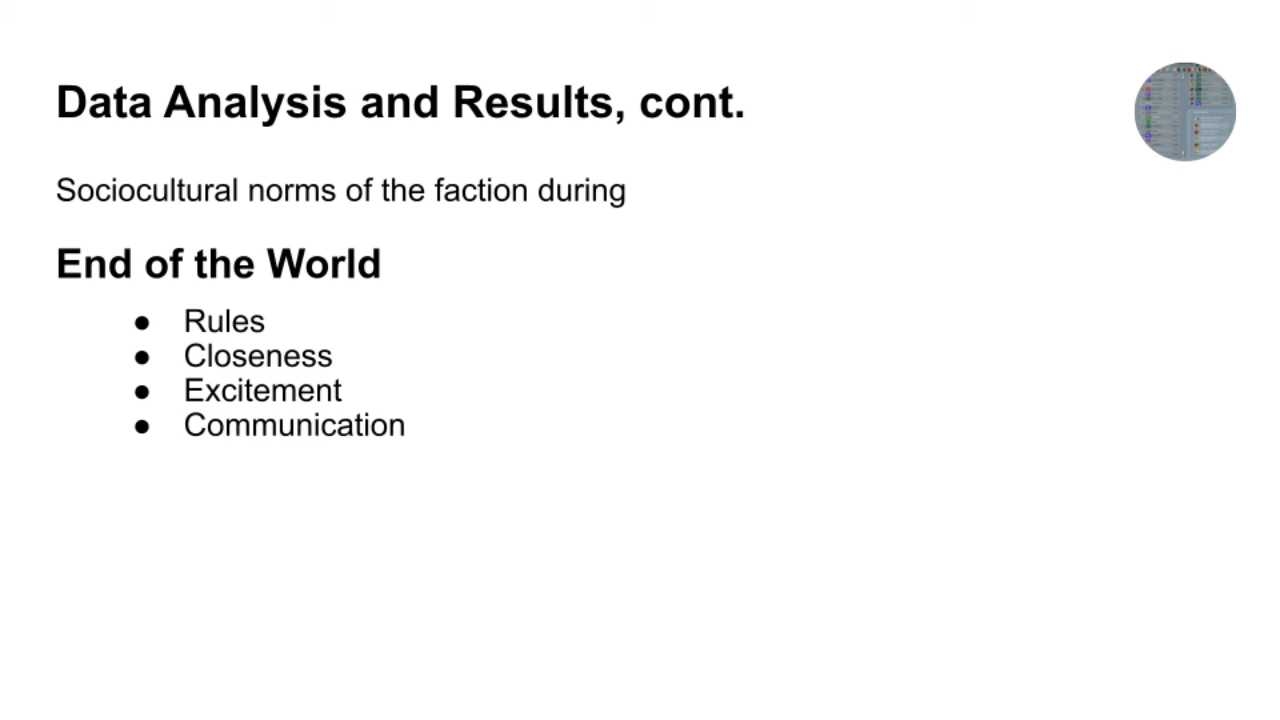 Data Analysis and Results, cont.
Sociocultural norms of the faction during
End of the World
● Rules
● Closeness
● Excitement
● Communication